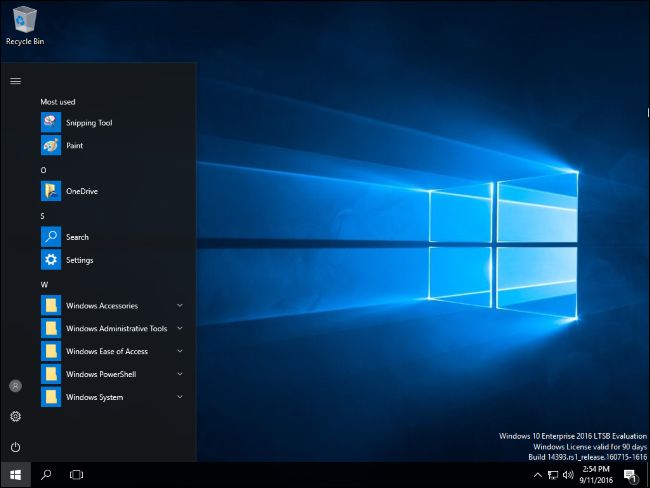 Recycle Bin
Most used
Snipping Tool
Paint
O
OneDrive
S
Search
Settings
W
Windows Accessories
Windows Administrative Tools
Windows Ease of Access
Windows PowerShell
Windows System
Windows 10 Enterprise 2016 LTSB Evaluation
Windows License valid for 90 days
Build 14393.rs1_release.160715-1616
2:54 PM
9/11/2016
1